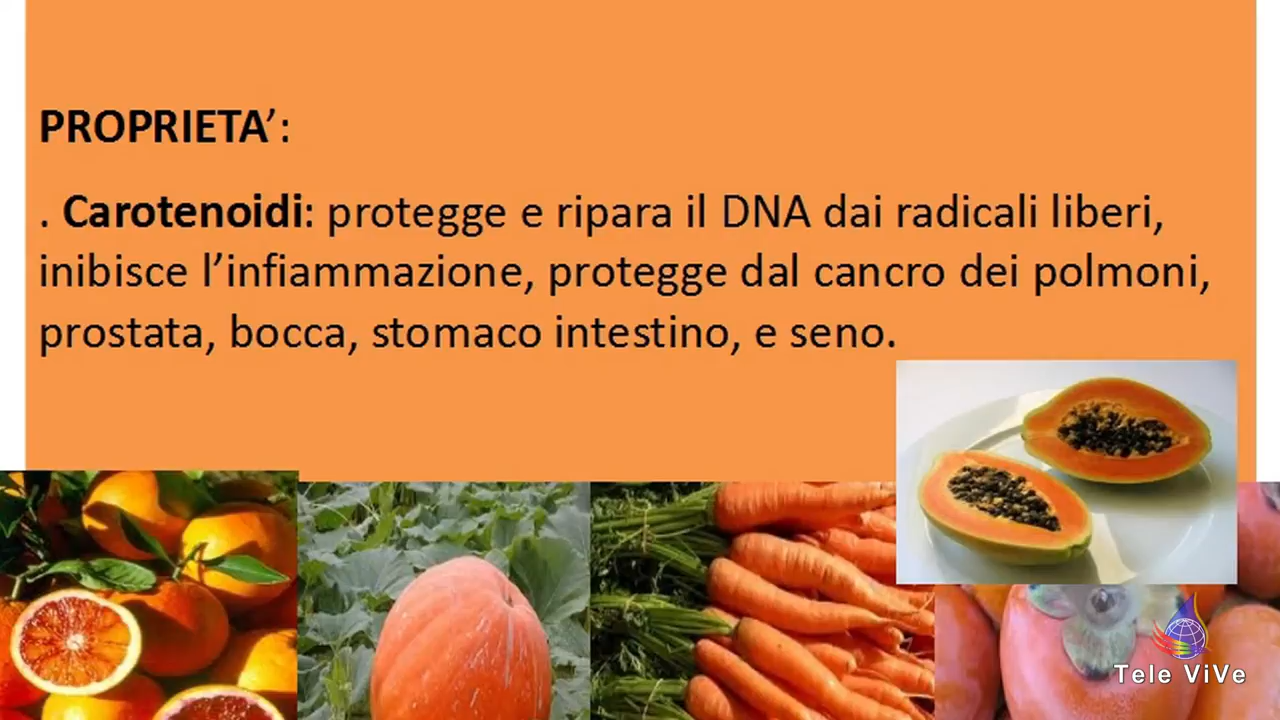 PROPRIETA’:
. Carotenoidi: protegge e ripara il DNA dai radicali liberi,
inibisce l’infiammazione, protegge dal cancro dei polmoni,
prostata, bocca, stomaco intestino, e seno.
Tele ViVe